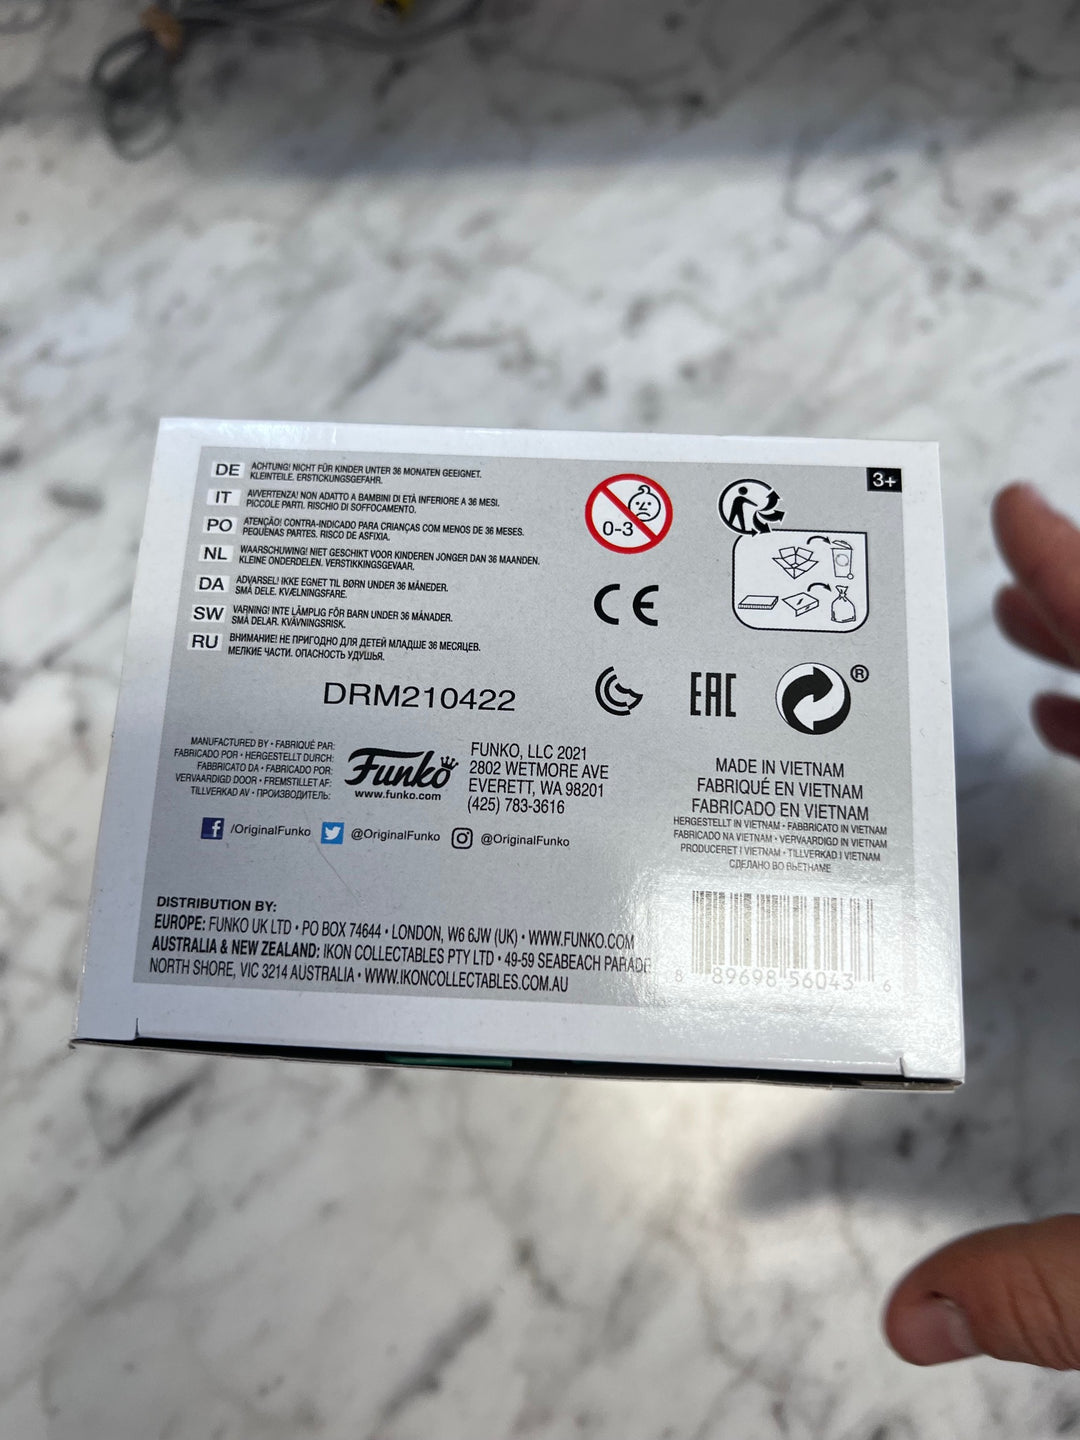 DE ACHTUNG! NICHT FÜR KINDER UNTER 36 MONATEN GEEIGNET.
KLEINTEILE. ERSTICKUNGSGEFAHR.
IT AVVERTENZA! NON ADATTO A BAMBINI DI ETÀ INFERIORE A 36 MESI.
PICCOLE PARTI. RISCHIO DI SOFFOCAMENTO.
PO ATENÇÃO! CONTRA-INDICADO PARA CRIANÇAS COM MENOS DE 36 MESES.
PEQUENAS PARTES. RISCO DE ASFIXIA.
NL WAARSCHUWING! NIET GESCHIKT VOOR KINDEREN JONGER DAN 36 MAANDEN.
KLEINE ONDERDELEN. VERSTIKKINGSGEVAAR.
DA ADVARSEL! IKKE EGNET TIL BØRN UNDER 36 MÅNEDER.
SMÅ DELE. KVÆLNINGSFARE.
SW VARNING! INTE LÄMPLIG FÖR BARN UNDER 36 MÅNADER.
SMÅ DELAR. KVÄVNINGSRISK.
RU ВНИМАНИЕ! НЕ ПРИГОДНО ДЛЯ ДЕТЕЙ МЛАДШЕ 36 МЕСЯЦЕВ.
МЕЛКИЕ ЧАСТИ. ОПАСНОСТЬ УДУШЬЯ.
0-3
3+
CE
EAC
®
DRM210422
MANUFACTURED BY • FABRIQUÉ PAR:
FABRICADO POR • HERGESTELLT DURCH:
FABBRICATO DA • FABRICADO POR:
VERVAARDIGD DOOR • FREMSTILLET AF:
TILLVERKAD AV • ПРОИЗВОДИТЕЛЬ:
Funko
www.funko.com
FUNKO, LLC 2021
2802 WETMORE AVE
EVERETT, WA 98201
(425) 783-3616
/OriginalFunko @OriginalFunko @OriginalFunko
MADE IN VIETNAM
FABRIQUÉ EN VIETNAM
FABRICADO EN VIETNAM
HERGESTELLT IN VIETNAM • FABBRICATO IN VIETNAM
FABRICADO NA VIETNAM • VERVAARDIGD IN VIETNAM
PRODUCERET I VIETNAM • TILLVERKAD I VIETNAM
СДЕЛАНО ВО ВЬЕТНАМЕ
DISTRIBUTION BY:
EUROPE: FUNKO UK LTD • PO BOX 74644 • LONDON, W6 6JW (UK) • WWW.FUNKO.COM
AUSTRALIA & NEW ZEALAND: IKON COLLECTABLES PTY LTD • 49-59 SEABEACH PARADE
NORTH SHORE, VIC 3214 AUSTRALIA • WWW.IKONCOLLECTABLES.COM.AU
8 89698 56043 6